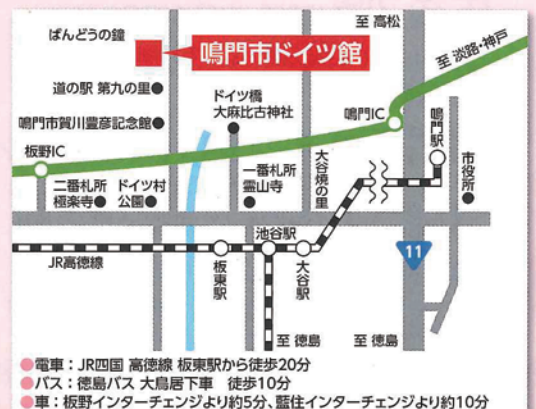 ばんどうの鐘
鳴門市ドイツ館
至 高松
至 淡路・神戸
道の駅 第九の里
ドイツ橋
大麻比古神社
鳴門市賀川豊彦記念館
鳴門IC
鳴門駅
板野IC
二番札所
極楽寺
ドイツ村
公園
一番札所
霊山寺
大谷焼の里
市役所
池谷駅
JR高徳線
板東駅
大谷駅
11
至 徳島
至 徳島
電車：JR四国 高徳線 板東駅から徒歩20分
バス：徳島バス 大鳥居下車 徒歩10分
車：板野インターチェンジより約5分、藍住インターチェンジより約10分